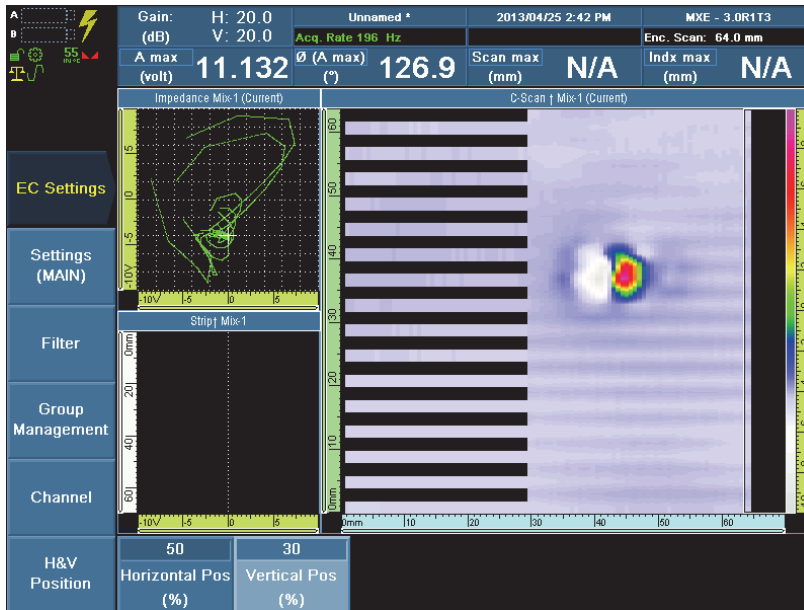 A
B
55
IN °C
Gain: H: 20.0
(dB) V: 20.0
Unnamed *
2013/04/25 2:42 PM
MXE - 3.0R1T3
Acq. Rate 196 Hz
Enc. Scan: 64.0 mm
A max
(volt)
11.132
Ø (A max)
(°)
126.9
Scan max
(mm)
N/A
Indx max
(mm)
N/A
Impedance Mix-1 (Current)
C-Scan † Mix-1 (Current)
EC Settings
Settings
(MAIN)
Filter
Group
Management
Channel
H&V
Position
5
0
-5
-10V
-10V -5 0 5
Strip† Mix-1
0mm
20
40
60
-10V -5 0 5
60
50
40
30
20
10
0mm
0mm 10 20 30 40 50 60
50
Horizontal Pos
(%)
30
Vertical Pos
(%)